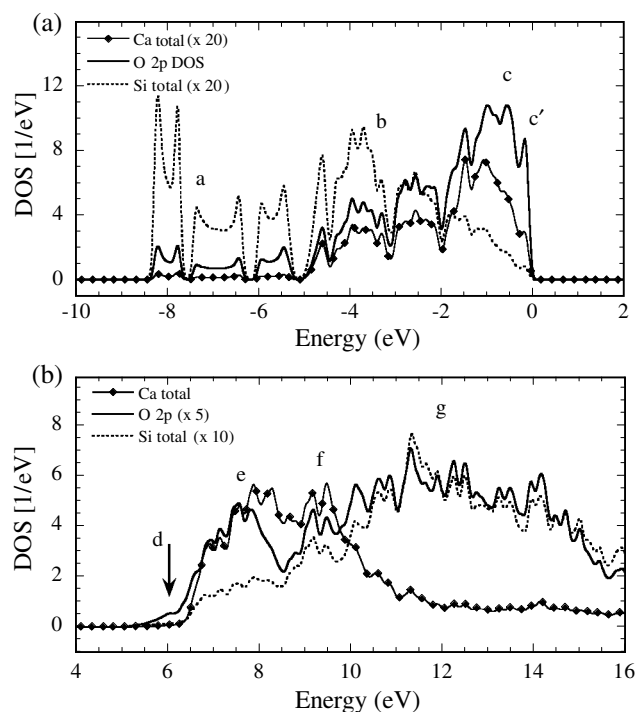 (a)
Ca total (x 20)
O 2p DOS
Si total (x 20)
DOS [1/eV]
12
8
4
0
a
b
c
c′
-10
-8
-6
-4
-2
0
2
Energy (eV)
(b)
Ca total
O 2p (x 5)
Si total (x 10)
DOS [1/eV]
8
6
4
2
0
d
e
f
g
4
6
8
10
12
14
16
Energy (eV)